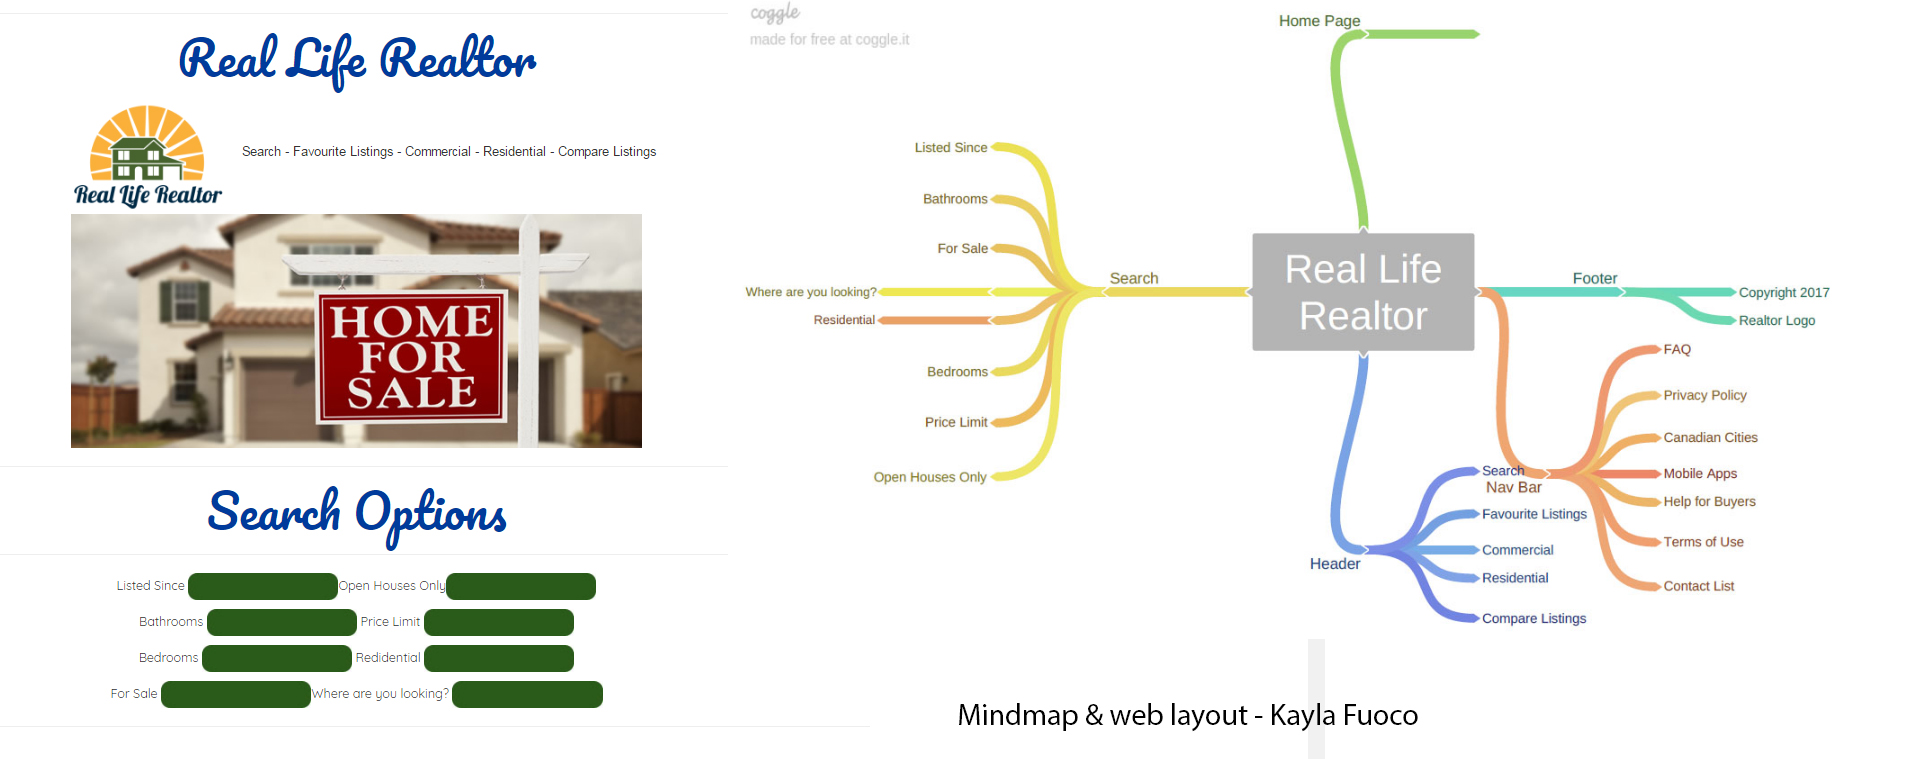 Real Life Realtor
Real Life Realtor
Search - Favourite Listings - Commercial - Residential - Compare Listings
HOME
FOR
SALE
Search Options
Listed Since
Open Houses Only
Bathrooms
Price Limit
Bedrooms
Redidential
For Sale
Where are you looking?
coggle
made for free at coggle.it
Home Page
Listed Since
Bathrooms
For Sale
Where are you looking?
Residential
Bedrooms
Price Limit
Open Houses Only
Search
Real Life
Realtor
Footer
Copyright 2017
Realtor Logo
FAQ
Privacy Policy
Canadian Cities
Mobile Apps
Help for Buyers
Terms of Use
Contact List
Nav Bar
Header
Search
Favourite Listings
Commercial
Residential
Compare Listings
Mindmap & web layout - Kayla Fuoco